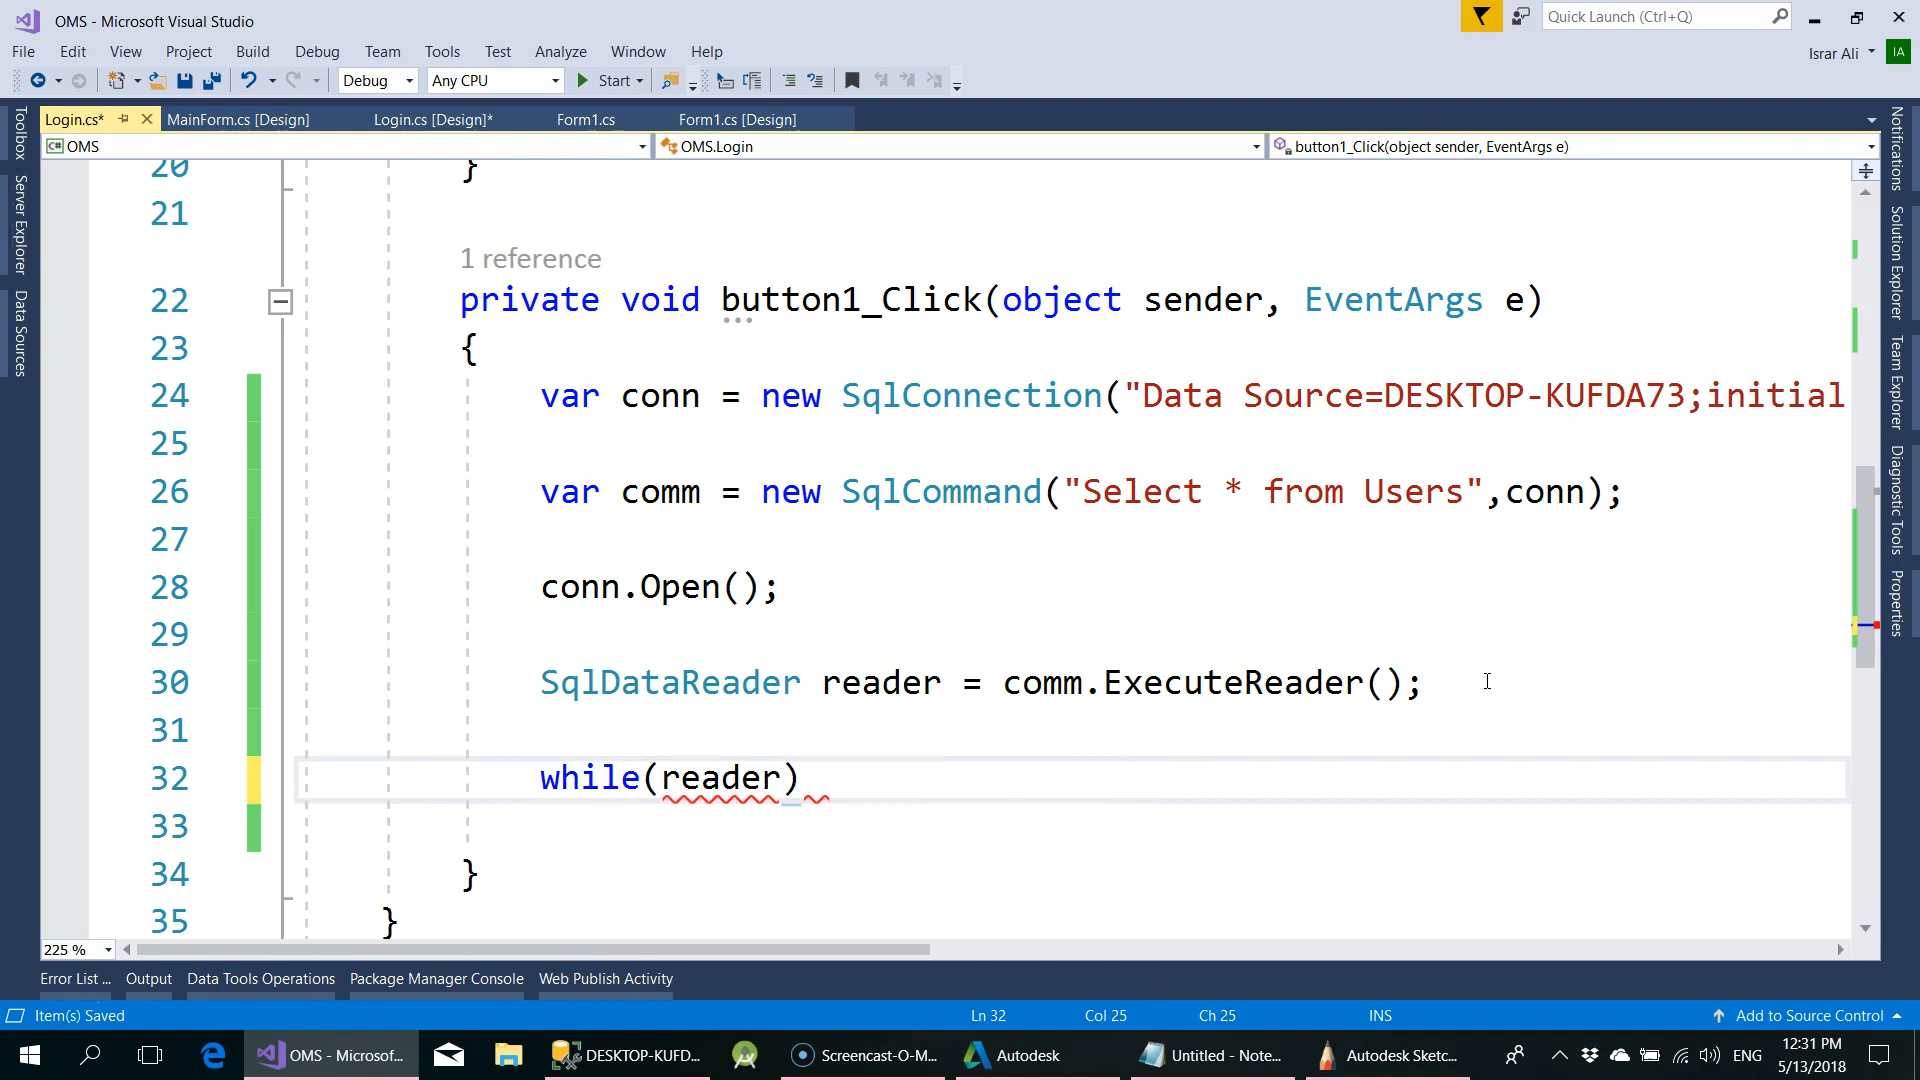 OMS - Microsoft Visual Studio
Quick Launch (Ctrl+Q)
File Edit View Project Build Debug Team Tools Test Analyze Window Help
Israr Ali IA
Debug Any CPU Start
Login.cs* MainForm.cs [Design] Login.cs [Design]* Form1.cs Form1.cs [Design]
C# OMS OMS.Login button1_Click(object sender, EventArgs e)
Toolbox
Server Explorer
Data Sources
Notifications
Solution Explorer
Team Explorer
Diagnostic Tools
Properties
20 }
21
1 reference
22 private void button1_Click(object sender, EventArgs e)
23 {
24 var conn = new SqlConnection("Data Source=DESKTOP-KUFDA73;initial
25
26 var comm = new SqlCommand("Select * from Users",conn);
27
28 conn.Open();
29
30 SqlDataReader reader = comm.ExecuteReader();
31
32 while(reader)
33
34 }
35 }
225 %
Error List ... Output Data Tools Operations Package Manager Console Web Publish Activity
Item(s) Saved Ln 32 Col 25 Ch 25 INS Add to Source Control
OMS - Microsof... DESKTOP-KUFD... Screencast-O-M... Autodesk Untitled - Note... Autodesk Sketc... ENG 12:31 PM
5/13/2018